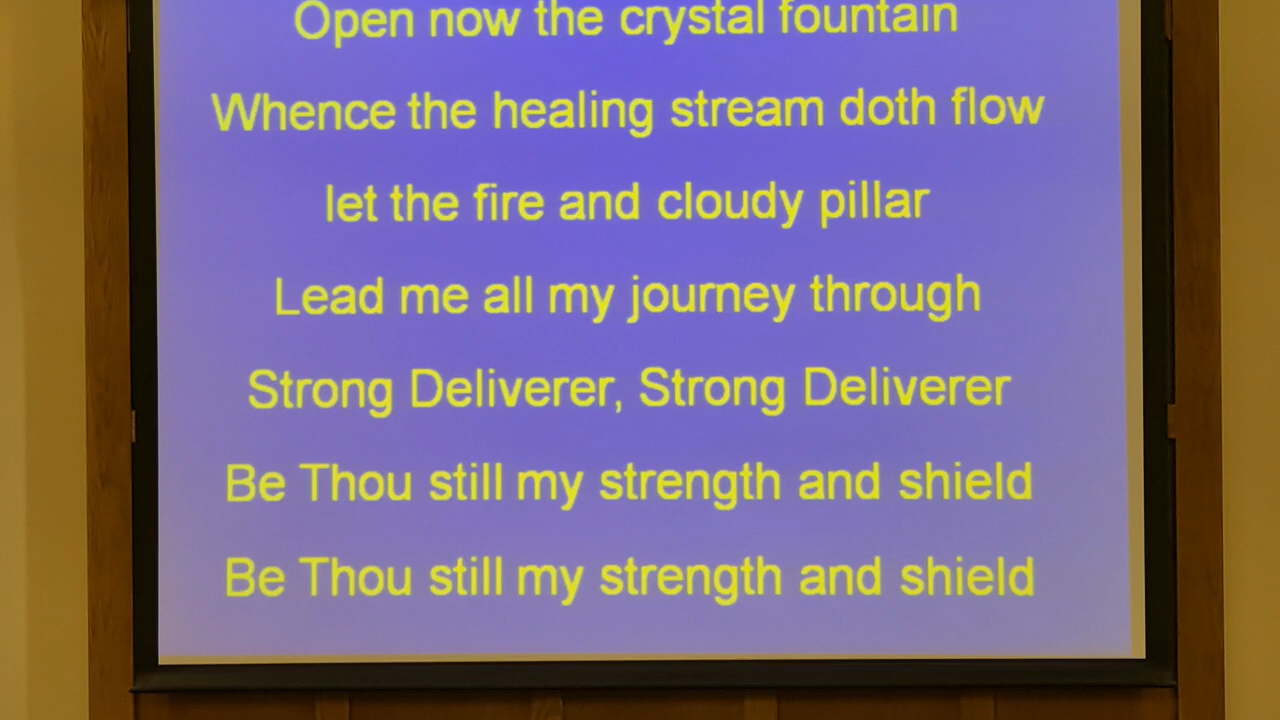 Open now the crystal fountain
Whence the healing stream doth flow
let the fire and cloudy pillar
Lead me all my journey through
Strong Deliverer, Strong Deliverer
Be Thou still my strength and shield
Be Thou still my strength and shield